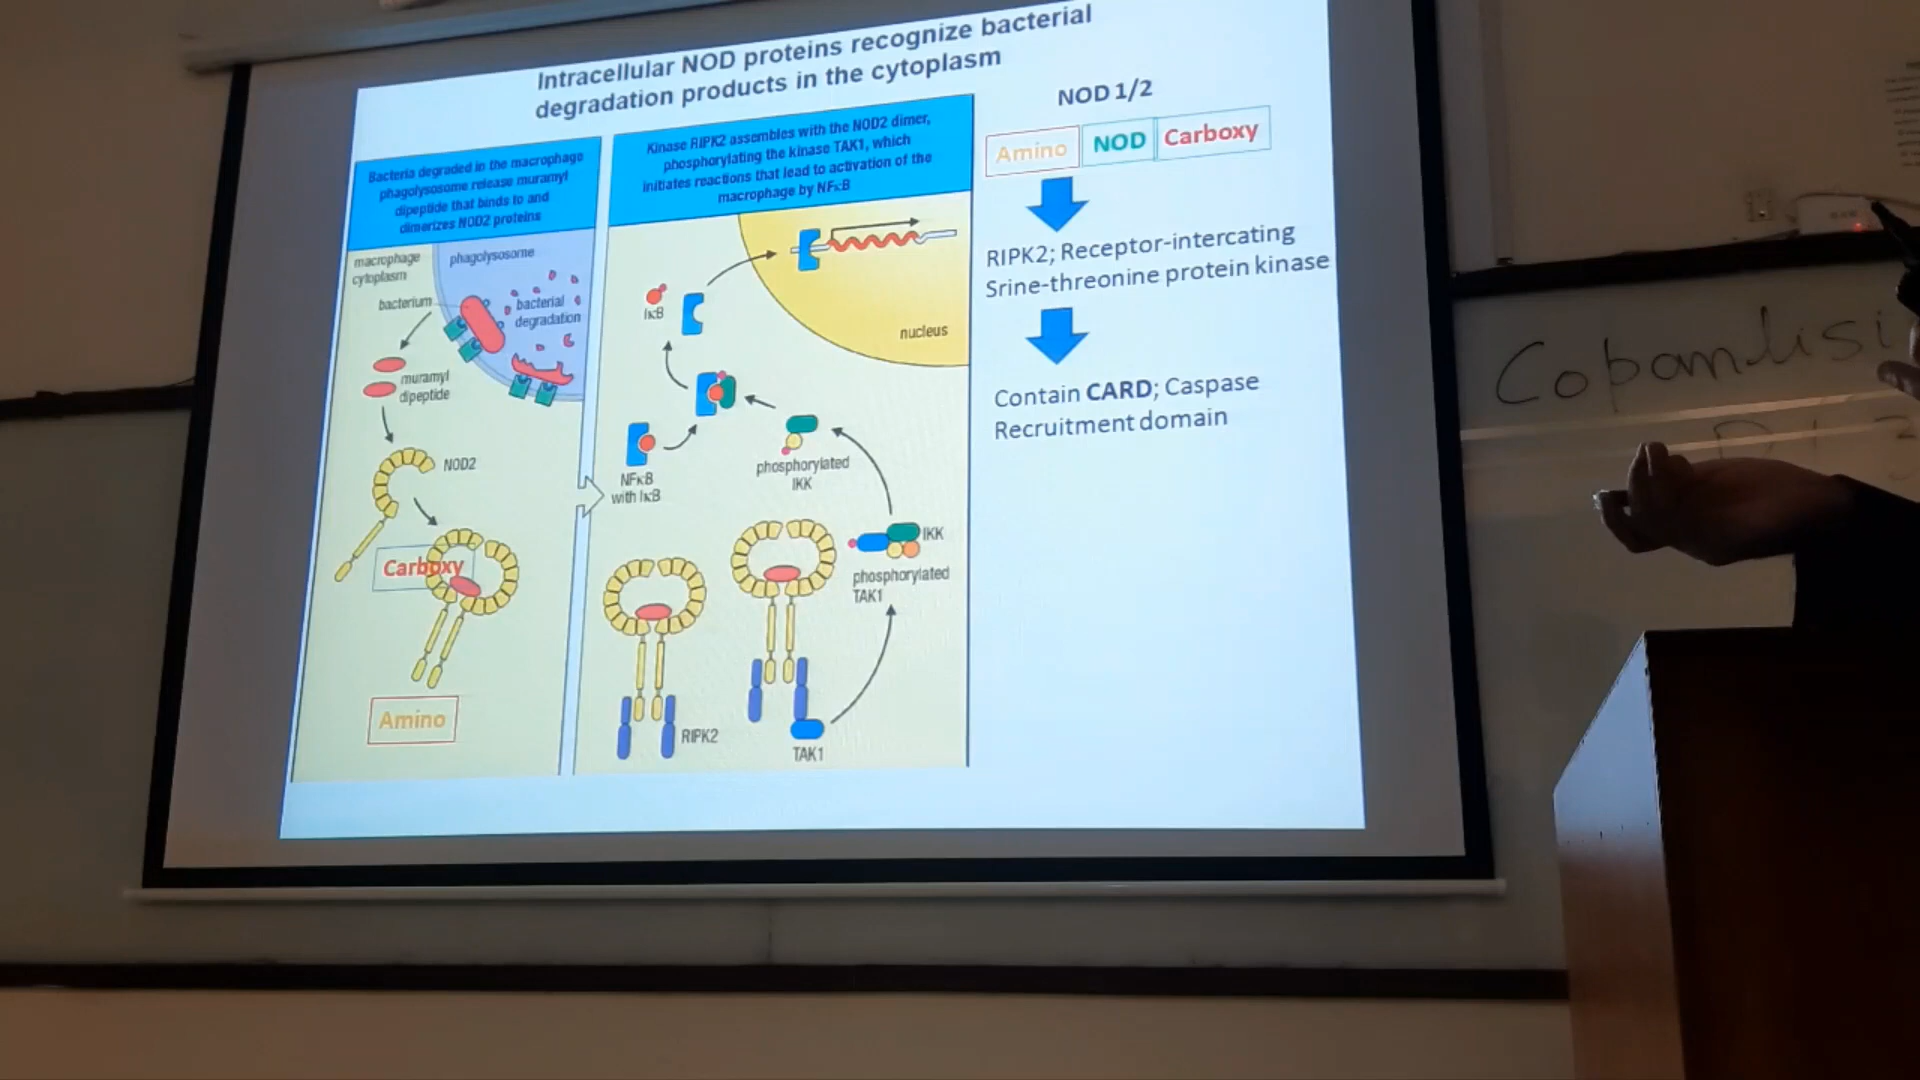 Intracellular NOD proteins recognize bacterial
degradation products in the cytoplasm
Bacteria degraded in the macrophage
phagolysosome release muramyl
dipeptide that binds to and
dimerizes NOD2 proteins
macrophage
cytoplasm
phagolysosome
bacterium
bacterial
degradation
muramyl
dipeptide
NOD2
Carboxy
Amino
Kinase RIPK2 assembles with the NOD2 dimer,
phosphorylating the kinase TAK1, which
initiates reactions that lead to activation of the
macrophage by NFκB
IκB
nucleus
NFκB
with IκB
phosphorylated
IKK
IKK
phosphorylated
TAK1
RIPK2
TAK1
NOD 1/2
Amino NOD Carboxy
RIPK2; Receptor-intercating
Srine-threonine protein kinase
Contain CARD; Caspase
Recruitment domain